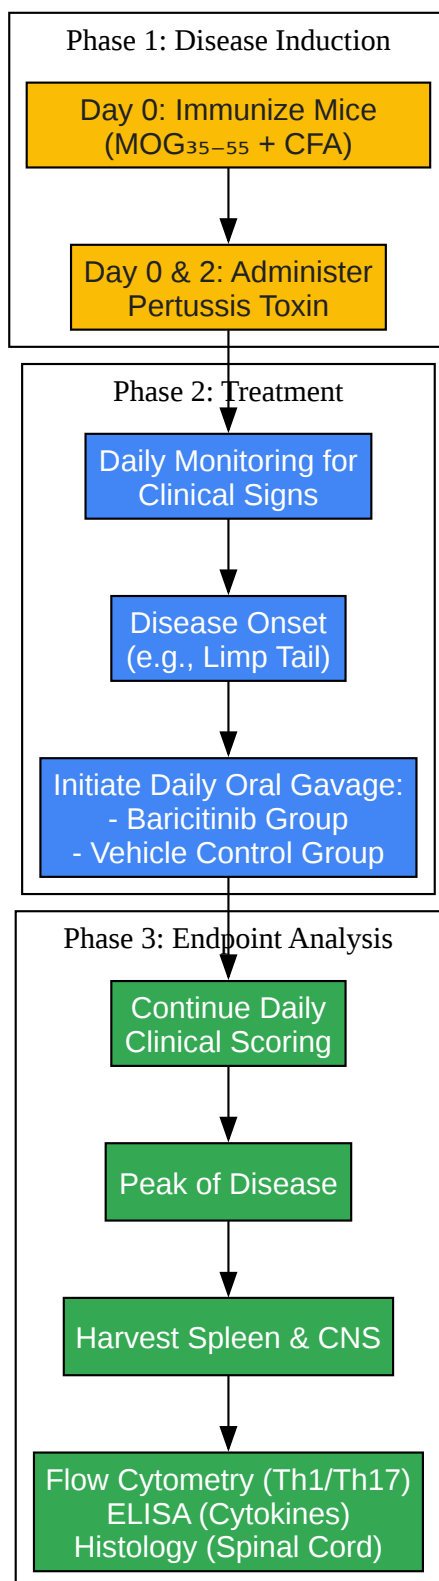 Phase 1: Disease Induction
Day 0: Immunize Mice
(MOG₃₅₋₅₅ + CFA)
Day 0 & 2: Administer
Pertussis Toxin
Phase 2: Treatment
Daily Monitoring for
Clinical Signs
Disease Onset
(e.g., Limp Tail)
Initiate Daily Oral Gavage:
- Baricitinib Group
- Vehicle Control Group
Phase 3: Endpoint Analysis
Continue Daily
Clinical Scoring
Peak of Disease
Harvest Spleen & CNS
Flow Cytometry (Th1/Th17)
ELISA (Cytokines)
Histology (Spinal Cord)